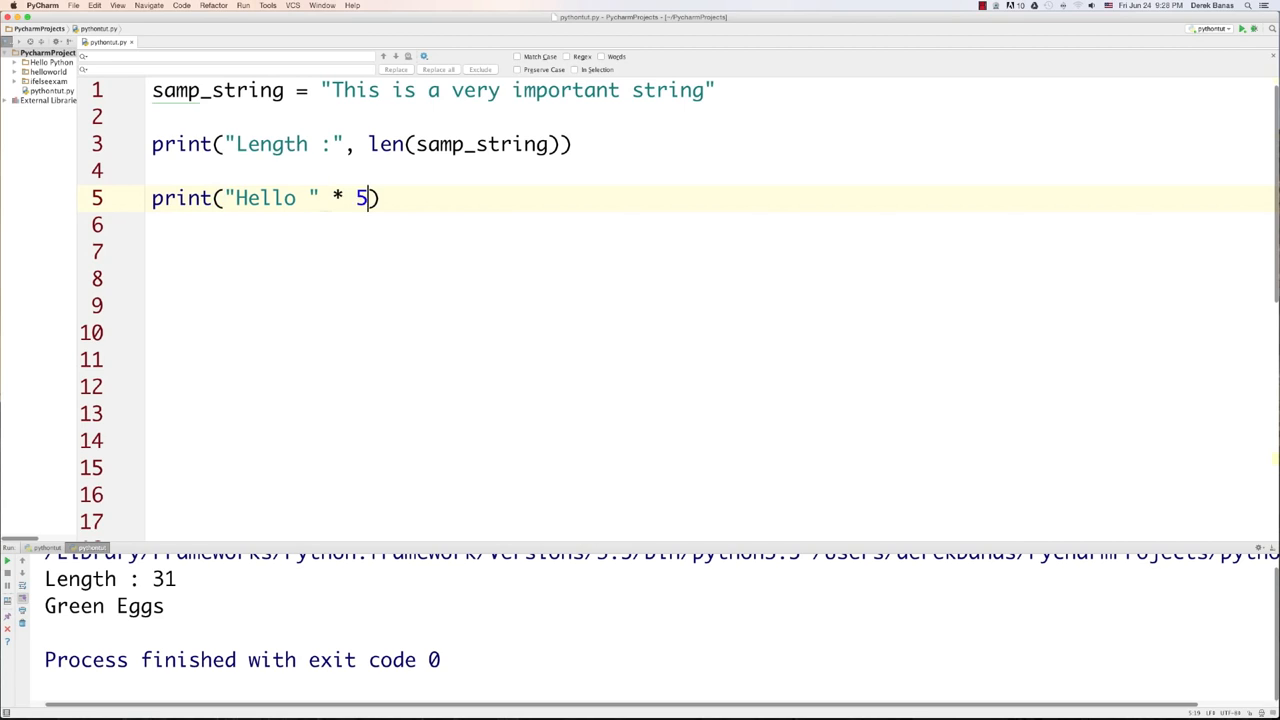 PyCharm File Edit View Navigate Code Refactor Run Tools VCS Window Help 10 Fri Jun 24 9:28 PM Derek Banas
pythontut.py - PycharmProjects - [~/PycharmProjects]
PycharmProjects pythontut.py pythontut
pythontut.py
PycharmProject
Hello Python
helloworld
ifelseexam
pythontut.py
External Librarie
Match Case Regex Words
Replace Replace all Exclude Preserve Case In Selection
1 samp_string = "This is a very important string"
2
3 print("Length :", len(samp_string))
4
5 print("Hello " * 5)
6
7
8
9
10
11
12
13
14
15
16
17
Run: pythontut pythontut
Length : 31
Green Eggs
Process finished with exit code 0
5:19 LF UTF-8